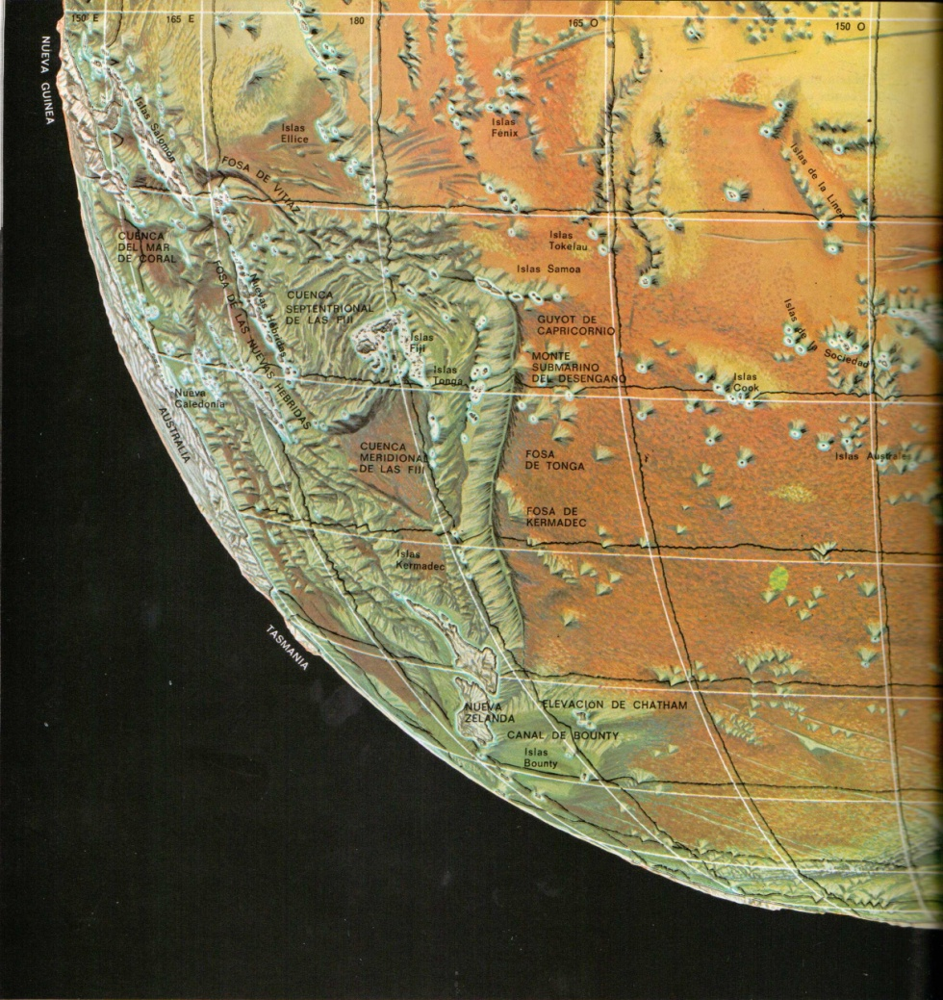 150 E
165 E
180
165 O
150 O
NUEVA GUINEA
Islas Salomón
Islas
Ellice
Islas
Fénix
Islas de la Línea
FOSA DE VITIAZ
CUENCA
DEL MAR
DE CORAL
Islas
Tokelau
Islas Samoa
FOSA DE LAS NUEVAS HEBRIDAS
Nuevas Hébridas
CUENCA
SEPTENTRIONAL
DE LAS FIJI
Islas
Fiji
Islas
Tonga
GUYOT DE
CAPRICORNIO
MONTE
SUBMARINO
DEL DESENGAÑO
Islas de la Sociedad
Islas
Cook
Nueva
Caledonia
AUSTRALIA
CUENCA
MERIDIONAL
DE LAS FIJI
FOSA
DE TONGA
Islas Australes
FOSA DE
KERMADEC
Islas
Kermadec
TASMANIA
NUEVA
ZELANDA
ELEVACION DE CHATHAM
CANAL DE BOUNTY
Islas
Bounty